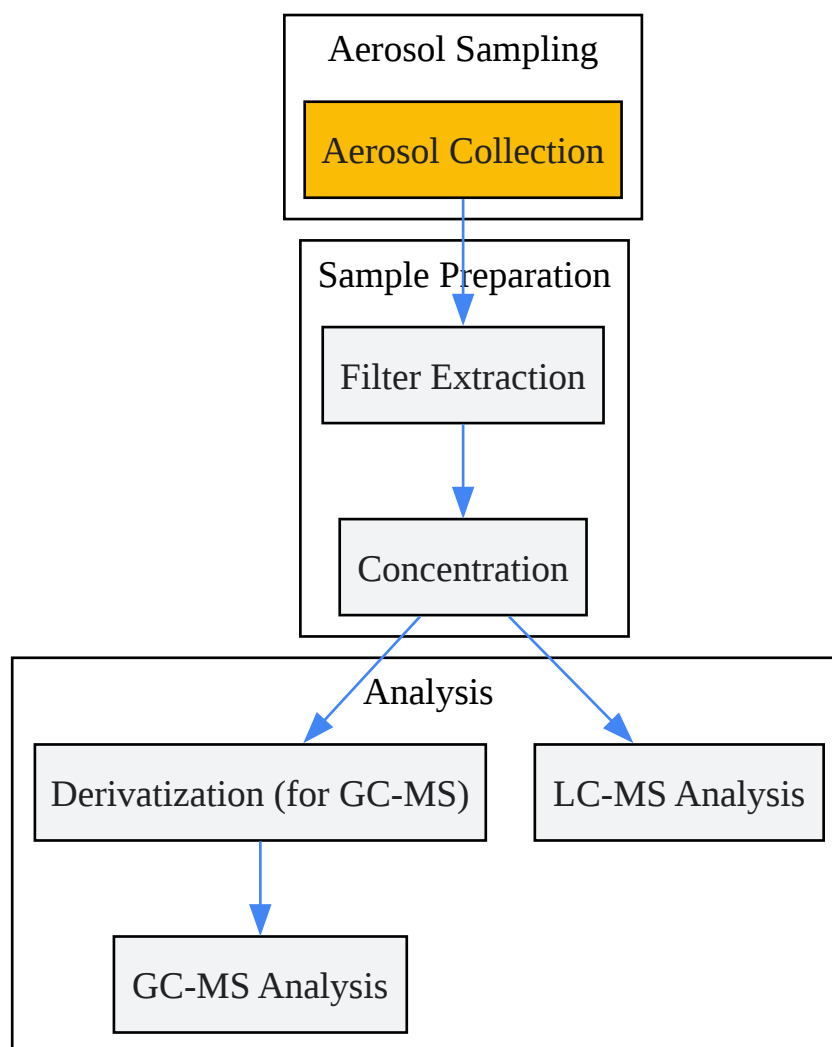 Aerosol Sampling
Aerosol Collection
Sample Preparation
Filter Extraction
Concentration
Analysis
Derivatization (for GC-MS)
LC-MS Analysis
GC-MS Analysis